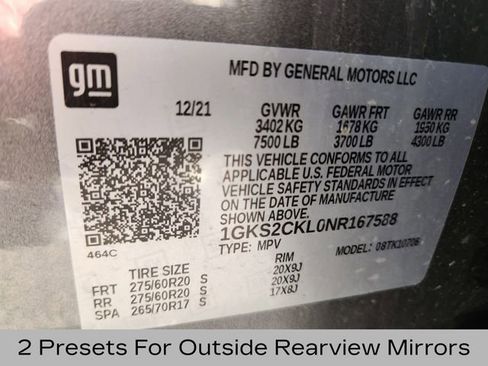 gm
MFD BY GENERAL MOTORS LLC
12/21 GVWR GAWR FRT GAWR RR
3402 KG 1678 KG 1950 KG
7500 LB 3700 LB 4300 LB
THIS VEHICLE CONFORMS TO ALL
APPLICABLE U.S. FEDERAL MOTOR
VEHICLE SAFETY STANDARDS IN EFFECT
ON THE DATE OF MANUFACTURE
SHOWN ABOVE.
1GKS2CKL0NR167588
464C TYPE: MPV MODEL: 08TK10706
TIRE SIZE RIM
FRT 275/60R20 S 20X9J
RR 275/60R20 S 20X9J
SPA 265/70R17 S 17X8J
2 Presets For Outside Rearview Mirrors